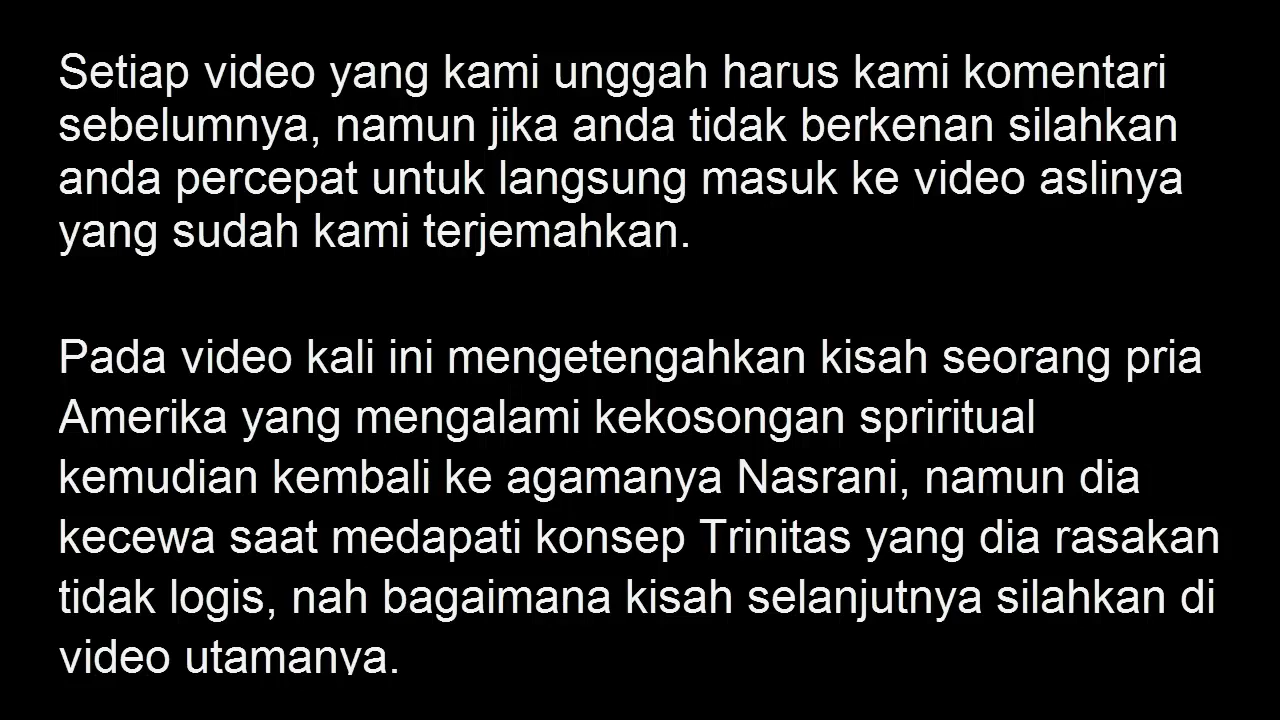 Setiap video yang kami unggah harus kami komentari
sebelumnya, namun jika anda tidak berkenan silahkan
anda percepat untuk langsung masuk ke video aslinya
yang sudah kami terjemahkan.
Pada video kali ini mengetengahkan kisah seorang pria
Amerika yang mengalami kekosongan spriritual
kemudian kembali ke agamanya Nasrani, namun dia
kecewa saat medapati konsep Trinitas yang dia rasakan
tidak logis, nah bagaimana kisah selanjutnya silahkan di
video utamanya.